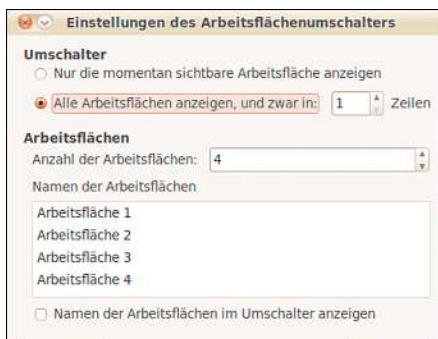 Einstellungen des Arbeitsflächenumschalters
Umschalter
Nur die momentan sichtbare Arbeitsfläche anzeigen
Alle Arbeitsflächen anzeigen, und zwar in: 1 Zeilen
Arbeitsflächen
Anzahl der Arbeitsflächen: 4
Namen der Arbeitsflächen
Arbeitsfläche 1
Arbeitsfläche 2
Arbeitsfläche 3
Arbeitsfläche 4
Namen der Arbeitsflächen im Umschalter anzeigen